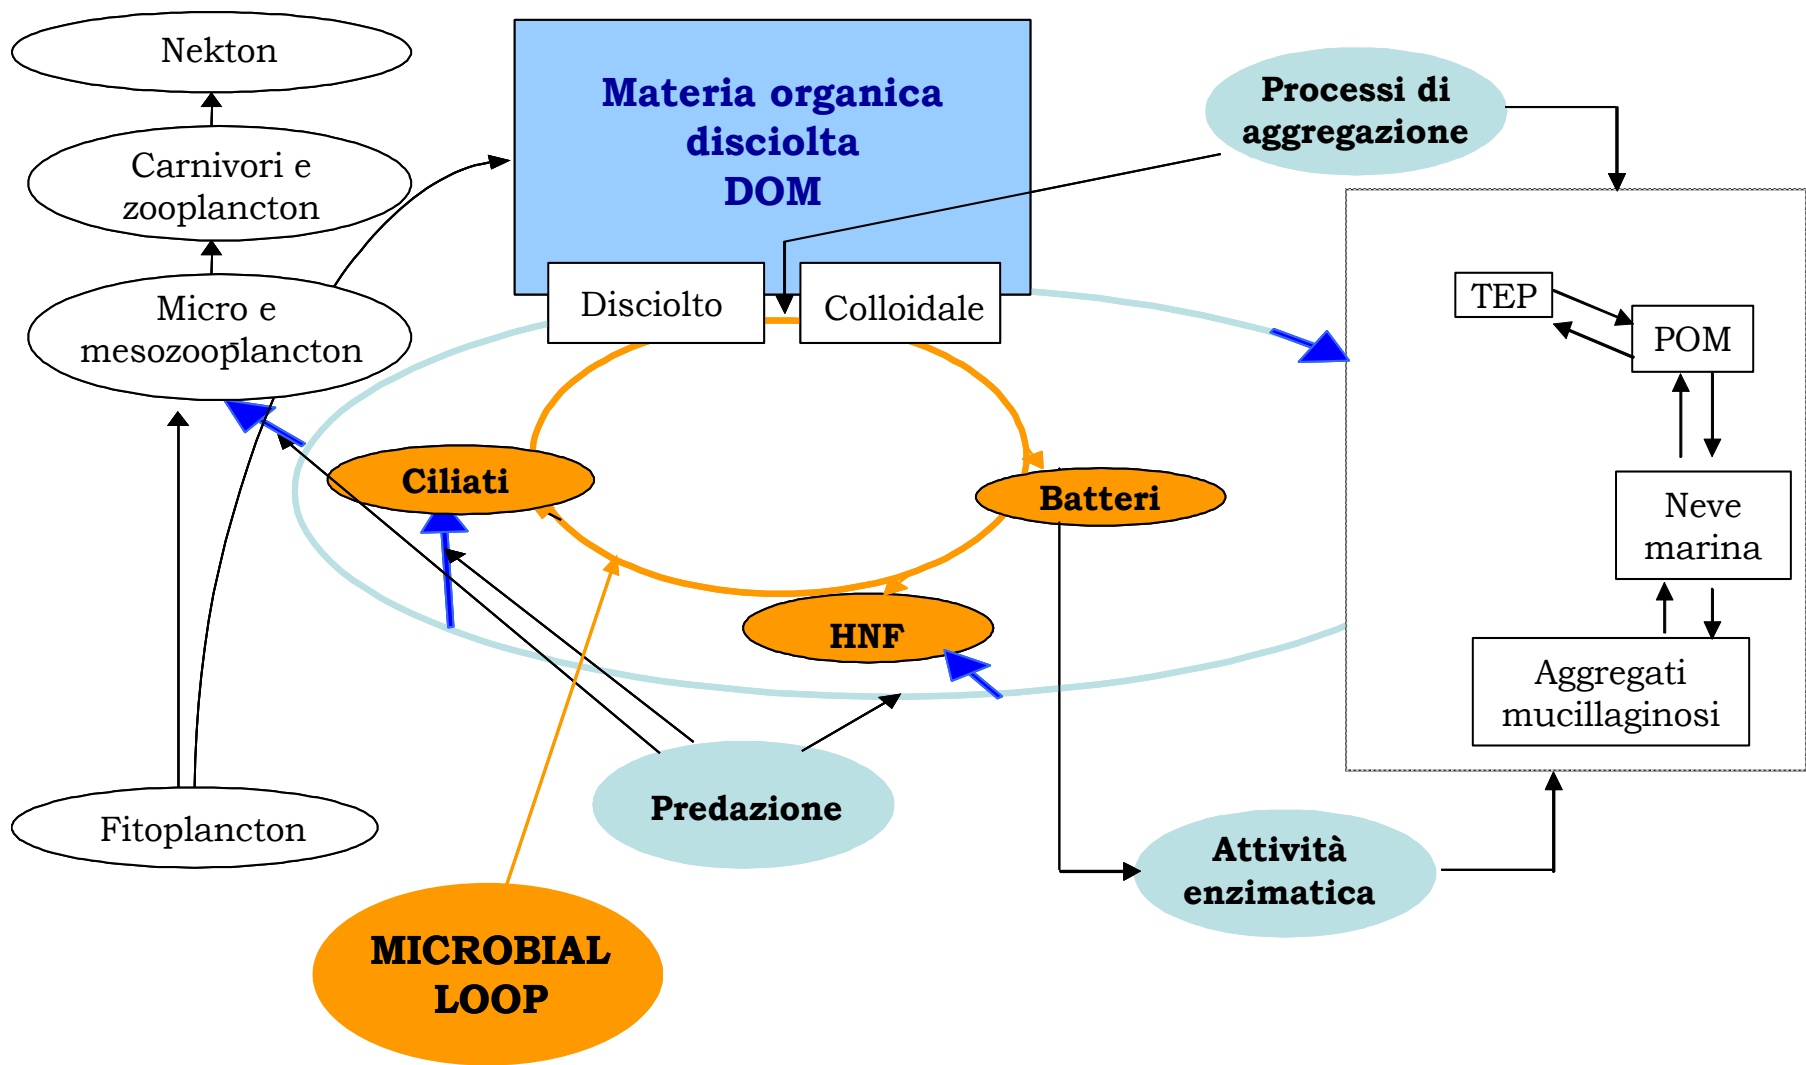 Nekton
Carnivori e
zooplancton
Micro e
mesozooplancton
Fitoplancton
Materia organica
disciolta
DOM
Disciolto
Colloidale
Processi di
aggregazione
TEP
POM
Neve
marina
Aggregati
mucillaginosi
Ciliati
Batteri
HNF
Predazione
Attività
enzimatica
MICROBIAL
LOOP